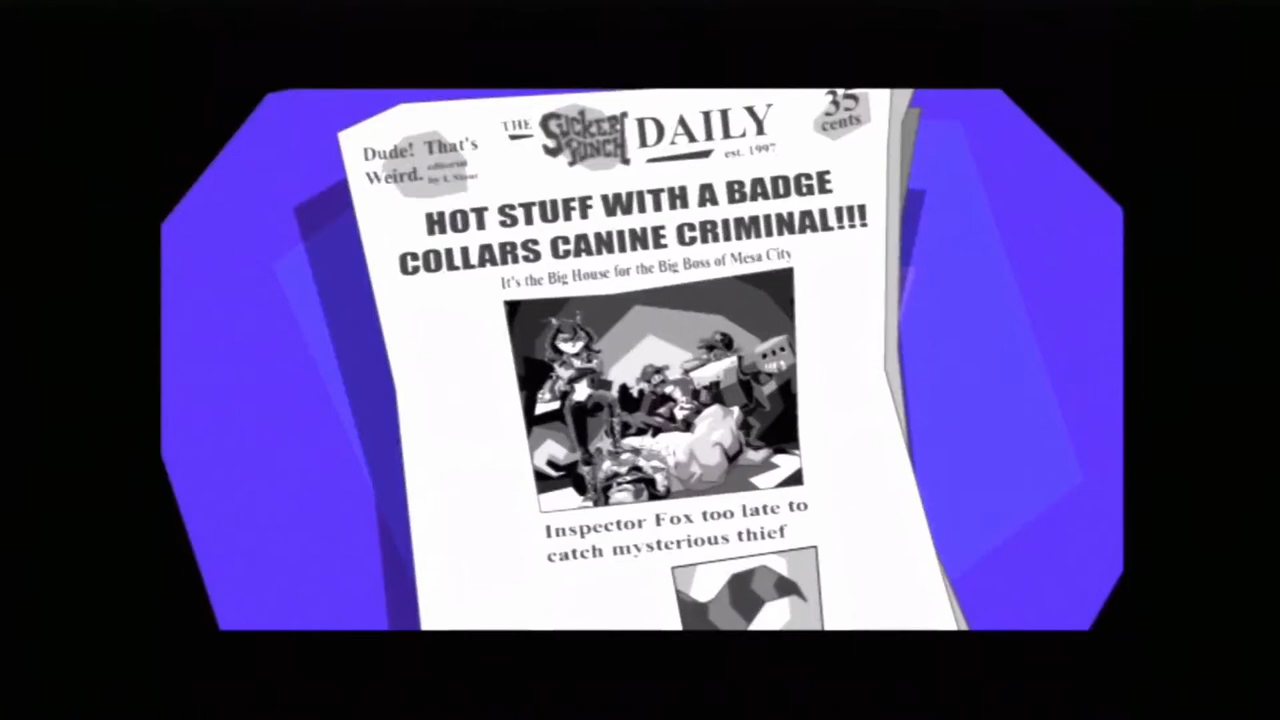 Dude! That's
Weird.
THE SUCKER PUNCH DAILY
est. 1997
35
cents
HOT STUFF WITH A BADGE
COLLARS CANINE CRIMINAL!!!
It's the Big House for the Big Boss of Mesa City
Inspector Fox too late to
catch mysterious thief